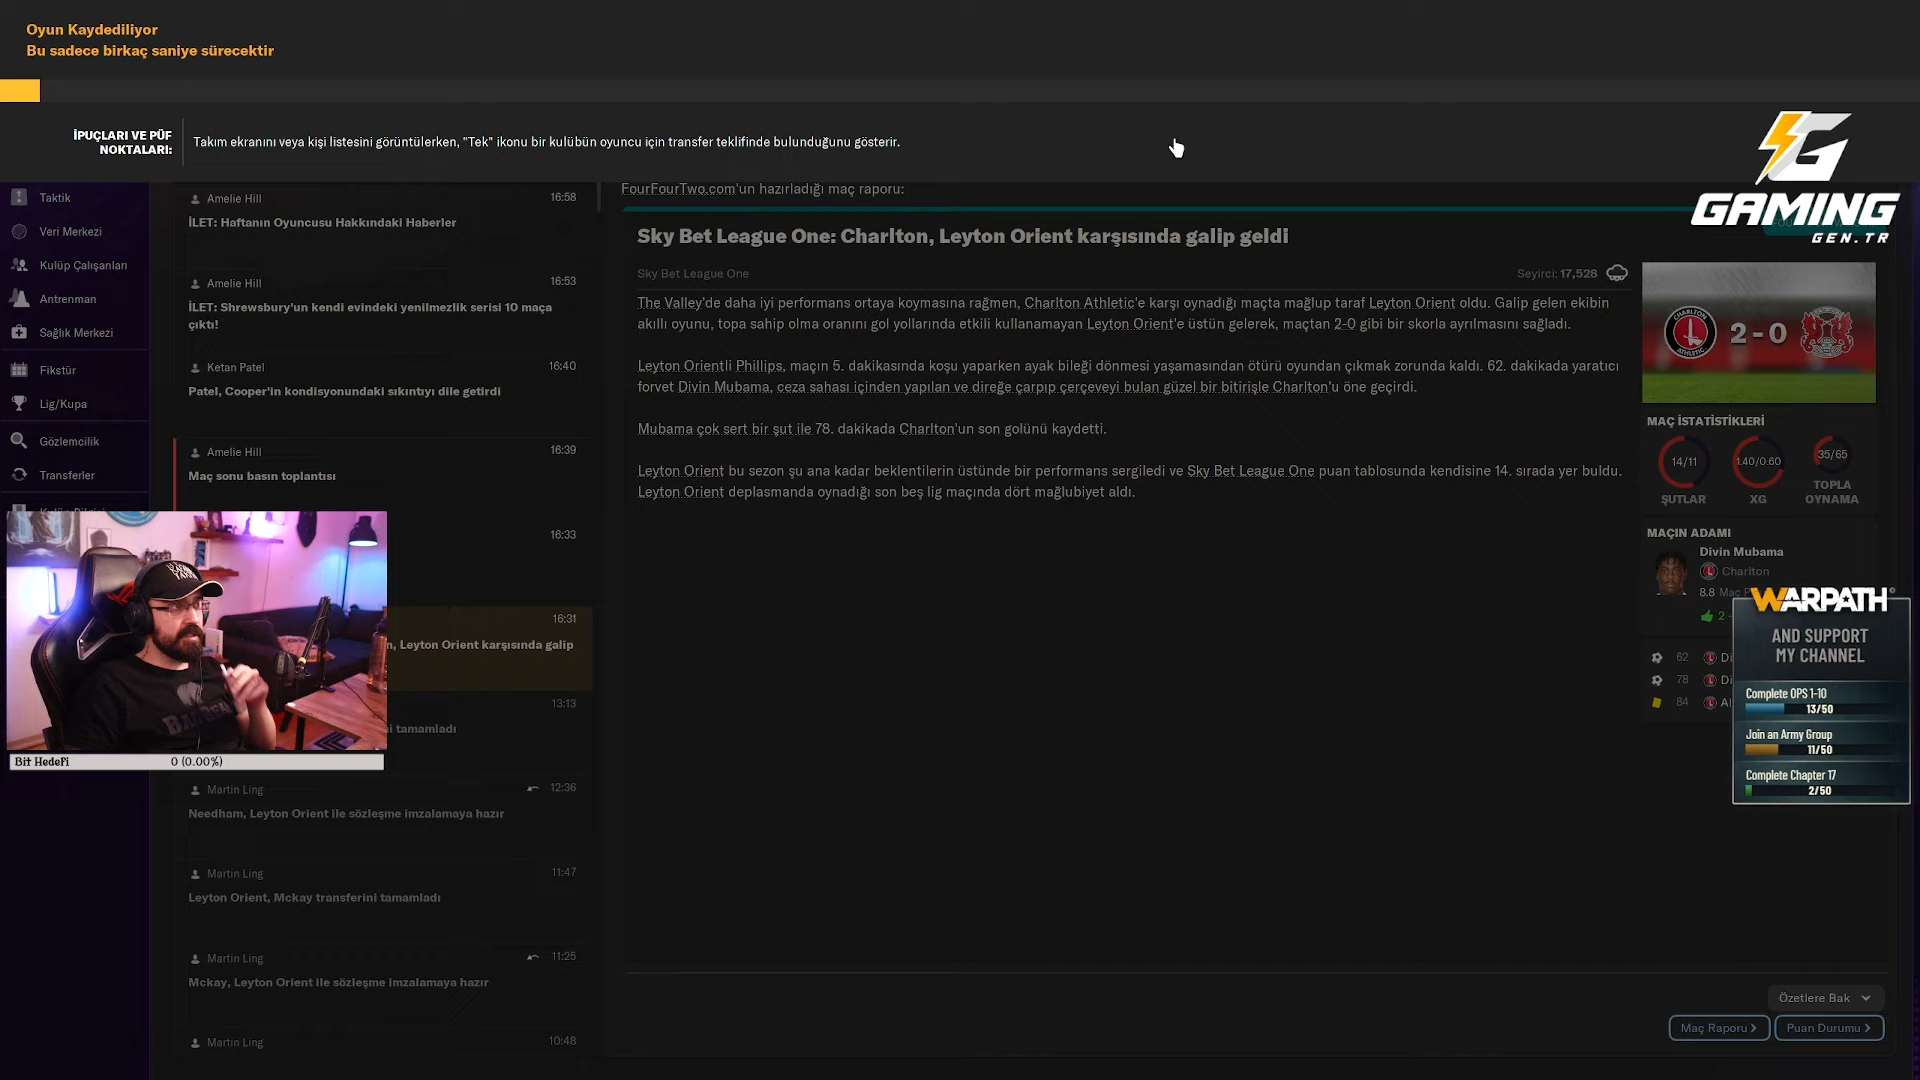 Oyun Kaydediliyor
Bu sadece birkaç saniye sürecektir
İPUÇLARI VE PÜF
NOKTALARI:
Takım ekranını veya kişi listesini görüntülerken, "Tek" ikonu bir kulübün oyuncu için transfer teklifinde bulunduğunu gösterir.
GAMING
GEN.TR
Taktik
Veri Merkezi
Kulüp Çalışanları
Antrenman
Sağlık Merkezi
Fikstür
Lig/Kupa
Gözlemcilik
Transferler
Amelie Hill 16:58
İLET: Haftanın Oyuncusu Hakkındaki Haberler
Amelie Hill 16:53
İLET: Shrewsbury'un kendi evindeki yenilmezlik serisi 10 maça
çıktı!
Ketan Patel 16:40
Patel, Cooper'in kondisyonundaki sıkıntıyı dile getirdi
Amelie Hill 16:39
Maç sonu basın toplantısı
16:33
16:31
, Leyton Orient karşısında galip
13:13
tamamladı
Bit Hedefi 0 (0.00%)
Martin Ling 12:36
Needham, Leyton Orient ile sözleşme imzalamaya hazır
Martin Ling 11:47
Leyton Orient, Mckay transferini tamamladı
Martin Ling 11:25
Mckay, Leyton Orient ile sözleşme imzalamaya hazır
Martin Ling 10:48
FourFourTwo.com'un hazırladığı maç raporu:
Sky Bet League One: Charlton, Leyton Orient karşısında galip geldi
Sky Bet League One Seyirci: 17,528
The Valley'de daha iyi performans ortaya koymasına rağmen, Charlton Athletic'e karşı oynadığı maçta mağlup taraf Leyton Orient oldu. Galip gelen ekibin
akıllı oyunu, topa sahip olma oranını gol yollarında etkili kullanamayan Leyton Orient'e üstün gelerek, maçtan 2-0 gibi bir skorla ayrılmasını sağladı.
Leyton Orientli Phillips, maçın 5. dakikasında koşu yaparken ayak bileği dönmesi yaşamasından ötürü oyundan çıkmak zorunda kaldı. 62. dakikada yaratıcı
forvet Divin Mubama, ceza sahası içinden yapılan ve direğe çarpıp çerçeveyi bulan güzel bir bitirişle Charlton'u öne geçirdi.
Mubama çok sert bir şut ile 78. dakikada Charlton'un son golünü kaydetti.
Leyton Orient bu sezon şu ana kadar beklentilerin üstünde bir performans sergiledi ve Sky Bet League One puan tablosunda kendisine 14. sırada yer buldu.
Leyton Orient deplasmanda oynadığı son beş lig maçında dört mağlubiyet aldı.
2 - 0
MAÇ İSTATİSTİKLERİ
14/11
1.40/0.60
35/65
ŞUTLAR
XG
TOPLA
OYNAMA
MAÇIN ADAMI
Divin Mubama
Charlton
8.8
2
62
78
84
WARPATH
AND SUPPORT
MY CHANNEL
Complete OPS 1-10
13/50
Join an Army Group
11/50
Complete Chapter 17
2/50
Özetlere Bak
Maç Raporu
Puan Durumu